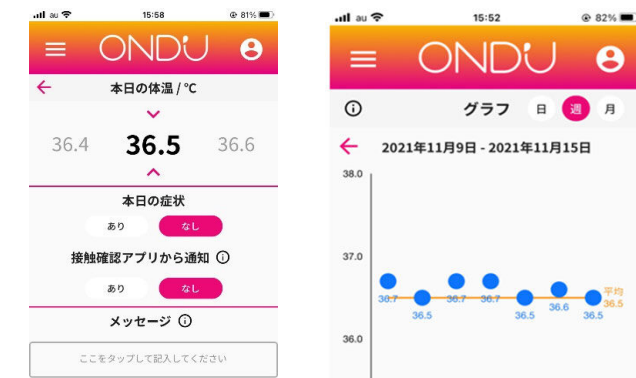 au 15:58 81%
ONDU
本日の体温 / ℃
36.4 36.5 36.6
本日の症状
あり なし
接触確認アプリから通知
あり なし
メッセージ
ここをタップして記入してください
au 15:52 82%
ONDU
グラフ 日 週 月
2021年11月9日 - 2021年11月15日
38.0
37.0
36.7 36.5 36.7 36.7 36.5 36.6 36.5
平均
36.5
36.0